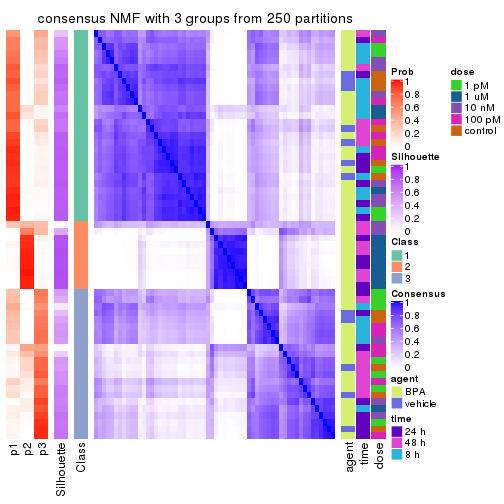 consensus NMF with 3 groups from 250 partitions
Prob
1
0.8
0.6
0.4
0.2
0
Silhouette
1
0.8
0.6
0.4
0.2
0
Class
1
2
3
Consensus
1
0.8
0.6
0.4
0.2
0
agent
BPA
vehicle
time
24 h
48 h
8 h
dose
1 pM
1 uM
10 nM
100 pM
control
p1
p2
p3
Silhouette
Class
agent
time
dose